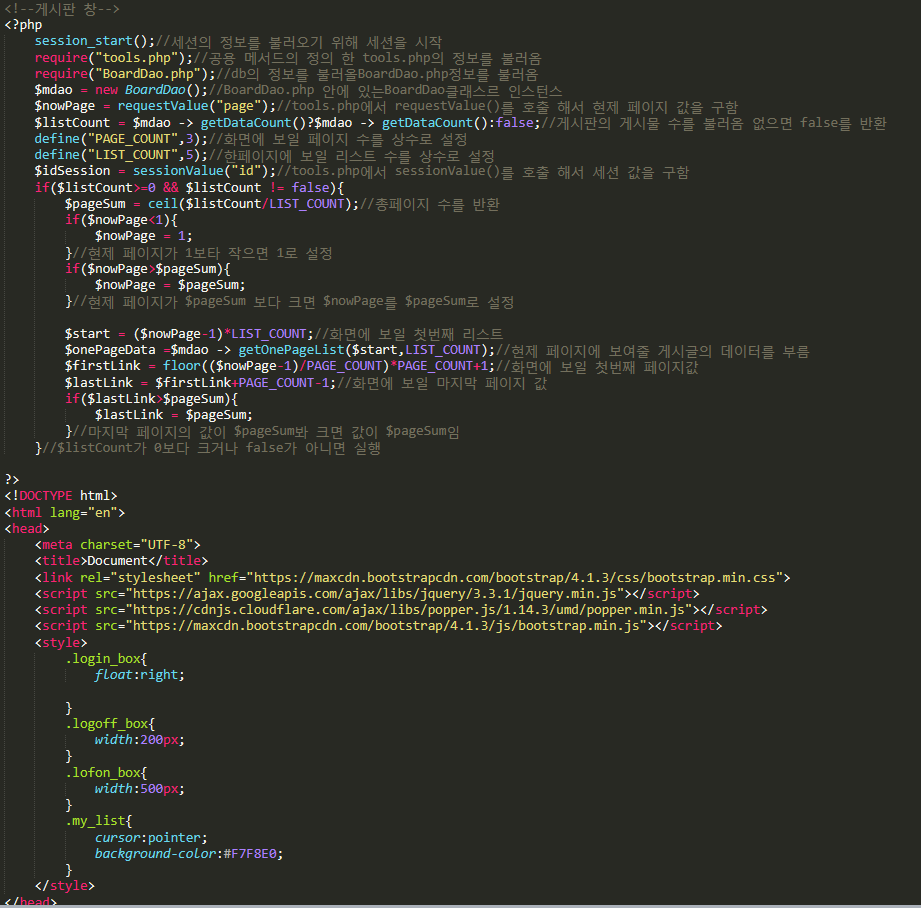 <!--게시판 창-->
<?php
session_start();//세션의 정보를 불러오기 위해 세션을 시작
require("tools.php");//공용 메서드의 정의 한 tools.php의 정보를 불러옴
require("BoardDao.php");//db의 정보를 불러올BoardDao.php정보를 불러옴
$mdao = new BoardDao();//BoardDao.php 안에 있는BoardDao클래스르 인스턴스
$nowPage = requestValue("page");//tools.php에서 requestValue()를 호출 해서 현제 페이지 값을 구함
$listCount = $mdao -> getDataCount()?$mdao -> getDataCount():false;//게시판의 게시물 수를 불러옴 없으면 false를 반환
define("PAGE_COUNT",3);//화면에 보일 페이지 수를 상수로 설정
define("LIST_COUNT",5);//한페이지에 보일 리스트 수를 상수로 설정
$idSession = sessionValue("id");//tools.php에서 sessionValue()를 호출 해서 세션 값을 구함
if($listCount>=0 && $listCount != false){
$pageSum = ceil($listCount/LIST_COUNT);//총페이지 수를 반환
if($nowPage<1){
$nowPage = 1;
}//현제 페이지가 1보타 작으면 1로 설정
if($nowPage>$pageSum){
$nowPage = $pageSum;
}//현제 페이지가 $pageSum 보다 크면 $nowPage를 $pageSum로 설정
$start = ($nowPage-1)*LIST_COUNT;//화면에 보일 첫번째 리스트
$onePageData =$mdao -> getOnePageList($start,LIST_COUNT);//현제 페이지에 보여줄 게시글의 데이터를 부름
$firstLink = floor(($nowPage-1)/PAGE_COUNT)*PAGE_COUNT+1;//화면에 보일 첫번째 페이지값
$lastLink = $firstLink+PAGE_COUNT-1;//화면에 보일 마지막 페이지 값
if($lastLink>$pageSum){
$lastLink = $pageSum;
}//마지막 페이지의 값이 $pageSum봐 크면 값이 $pageSum임
}//$listCount가 0보다 크거나 false가 아니면 실행
?>
<!DOCTYPE html>
<html lang="en">
<head>
<meta charset="UTF-8">
<title>Document</title>
<link rel="stylesheet" href="https://maxcdn.bootstrapcdn.com/bootstrap/4.1.3/css/bootstrap.min.css">
<script src="https://ajax.googleapis.com/ajax/libs/jquery/3.3.1/jquery.min.js"></script>
<script src="https://cdnjs.cloudflare.com/ajax/libs/popper.js/1.14.3/umd/popper.min.js"></script>
<script src="https://maxcdn.bootstrapcdn.com/bootstrap/4.1.3/js/bootstrap.min.js"></script>
<style>
.login_box{
float:right;
}
.logoff_box{
width:200px;
}
.lofon_box{
width:500px;
}
.my_list{
cursor:pointer;
background-color:#F7F8E0;
}
</style>
</head>